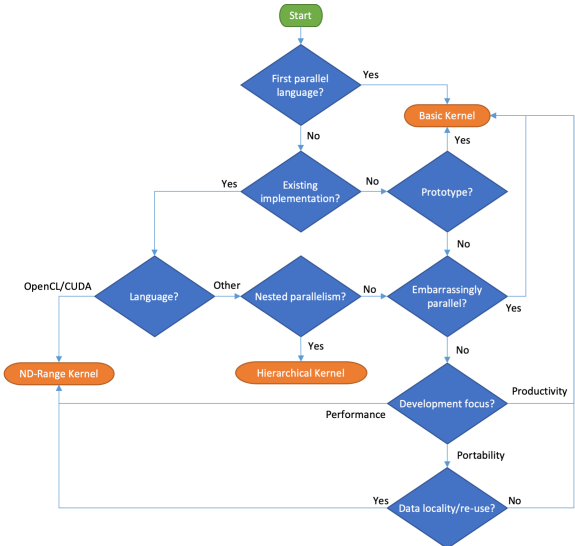 Start
First parallel
language?
Yes
Basic Kernel
No
Yes
Yes
Existing
implementation?
No
Prototype?
No
OpenCL/CUDA
Language?
Other
Nested parallelism?
No
Embarrassingly
parallel?
Yes
Yes
No
ND-Range Kernel
Hierarchical Kernel
Performance
Development focus?
Productivity
Portability
Yes
Data locality/re-use?
No